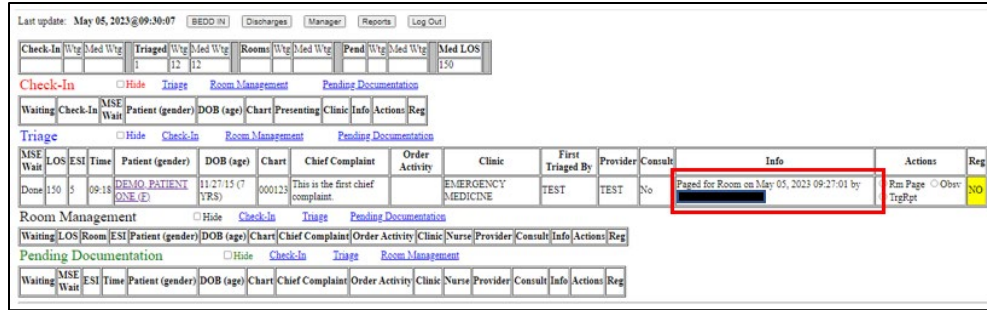 Last update: May 05, 2023@09:30:07 BEDD IN Discharges Manager Reports Log Out
Check-In Wtg Med Wtg Triaged Wtg Med Wtg Rooms Wtg Med Wtg Pend Wtg Med Wtg Med LOS
1 12 12 150
Check-In Hide Triage Room Management Pending Documentation
Waiting Check-In MSE Wait Patient (gender) DOB (age) Chart Presenting Clinic Info Actions Reg
Triage Hide Check-In Room Management Pending Documentation
MSE Wait LOS ESI Time Patient (gender) DOB (age) Chart Chief Complaint Order Activity Clinic First Triaged By Provider Consult Info Actions Reg
Done 150 5 09:18 DEMO, PATIENT ONE (F) 11/27/15 (7 YRS) 000123 This is the first chief complaint. EMERGENCY MEDICINE TEST TEST No Paged for Room on May 05, 2023 09:27:01 by Rm Page Obsv TrgRpt NO
Room Management Hide Check-In Triage Pending Documentation
Waiting LOS Room ESI Patient (gender) DOB (age) Chart Chief Complaint Order Activity Clinic Nurse Provider Consult Info Actions Reg
Pending Documentation Hide Check-In Triage Room Management
Waiting MSE Wait ESI Time Patient (gender) DOB (age) Chart Chief Complaint Order Activity Clinic Nurse Provider Consult Info Actions Reg